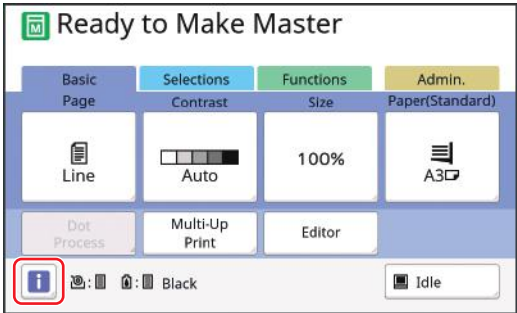 M Ready to Make Master
Basic Selections Functions Admin.
Page Contrast Size Paper(Standard)
Line Auto 100% A3
Dot Process Multi-Up Print Editor
i : : Black Idle